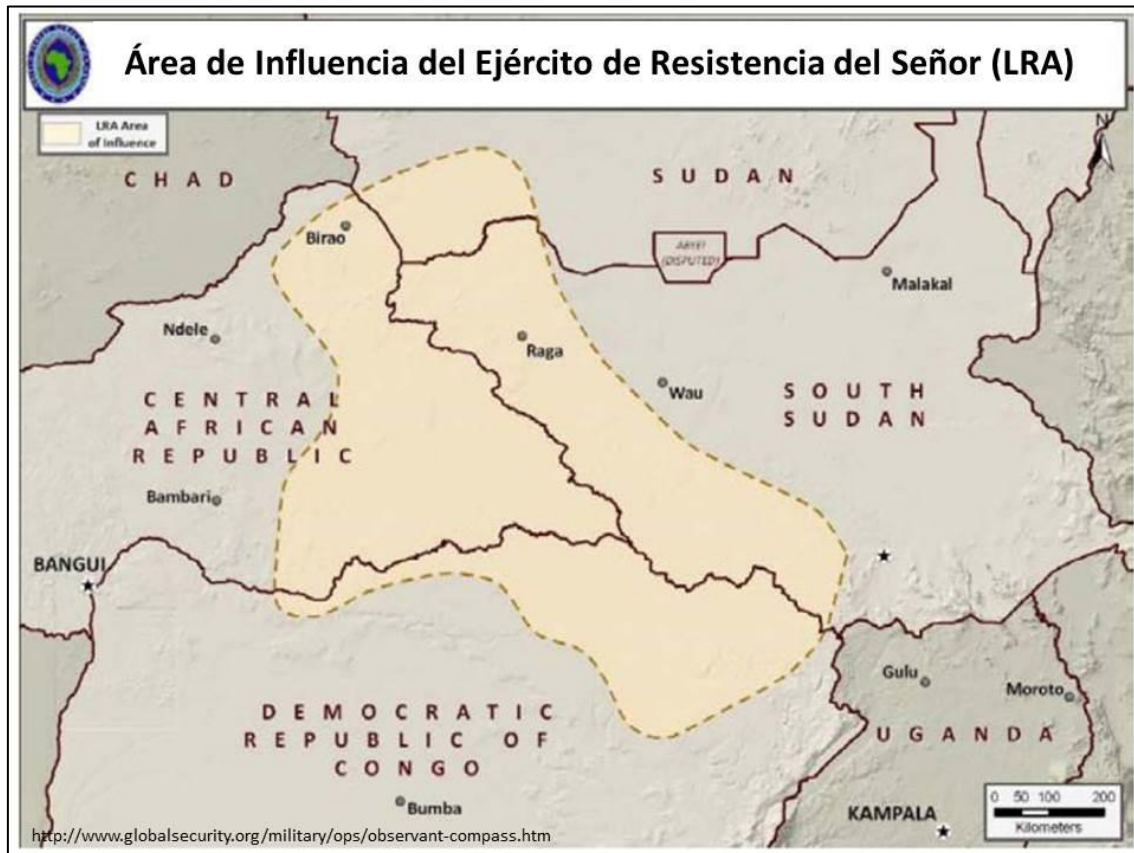 Área de Influencia del Ejército de Resistencia del Señor (LRA)
LRA Area
of Influence
N
CHAD
SUDAN
Birao
ABYEI
(DISPUTED)
Malakal
Ndele
Raga
Wau
CENTRAL
AFRICAN
REPUBLIC
SOUTH
SUDAN
Bambari
BANGUI
Gulu
Moroto
DEMOCRATIC
REPUBLIC OF
CONGO
UGANDA
Bumba
KAMPALA
0 50 100 200
Kilometers
http://www.globalsecurity.org/military/ops/observant-compass.htm